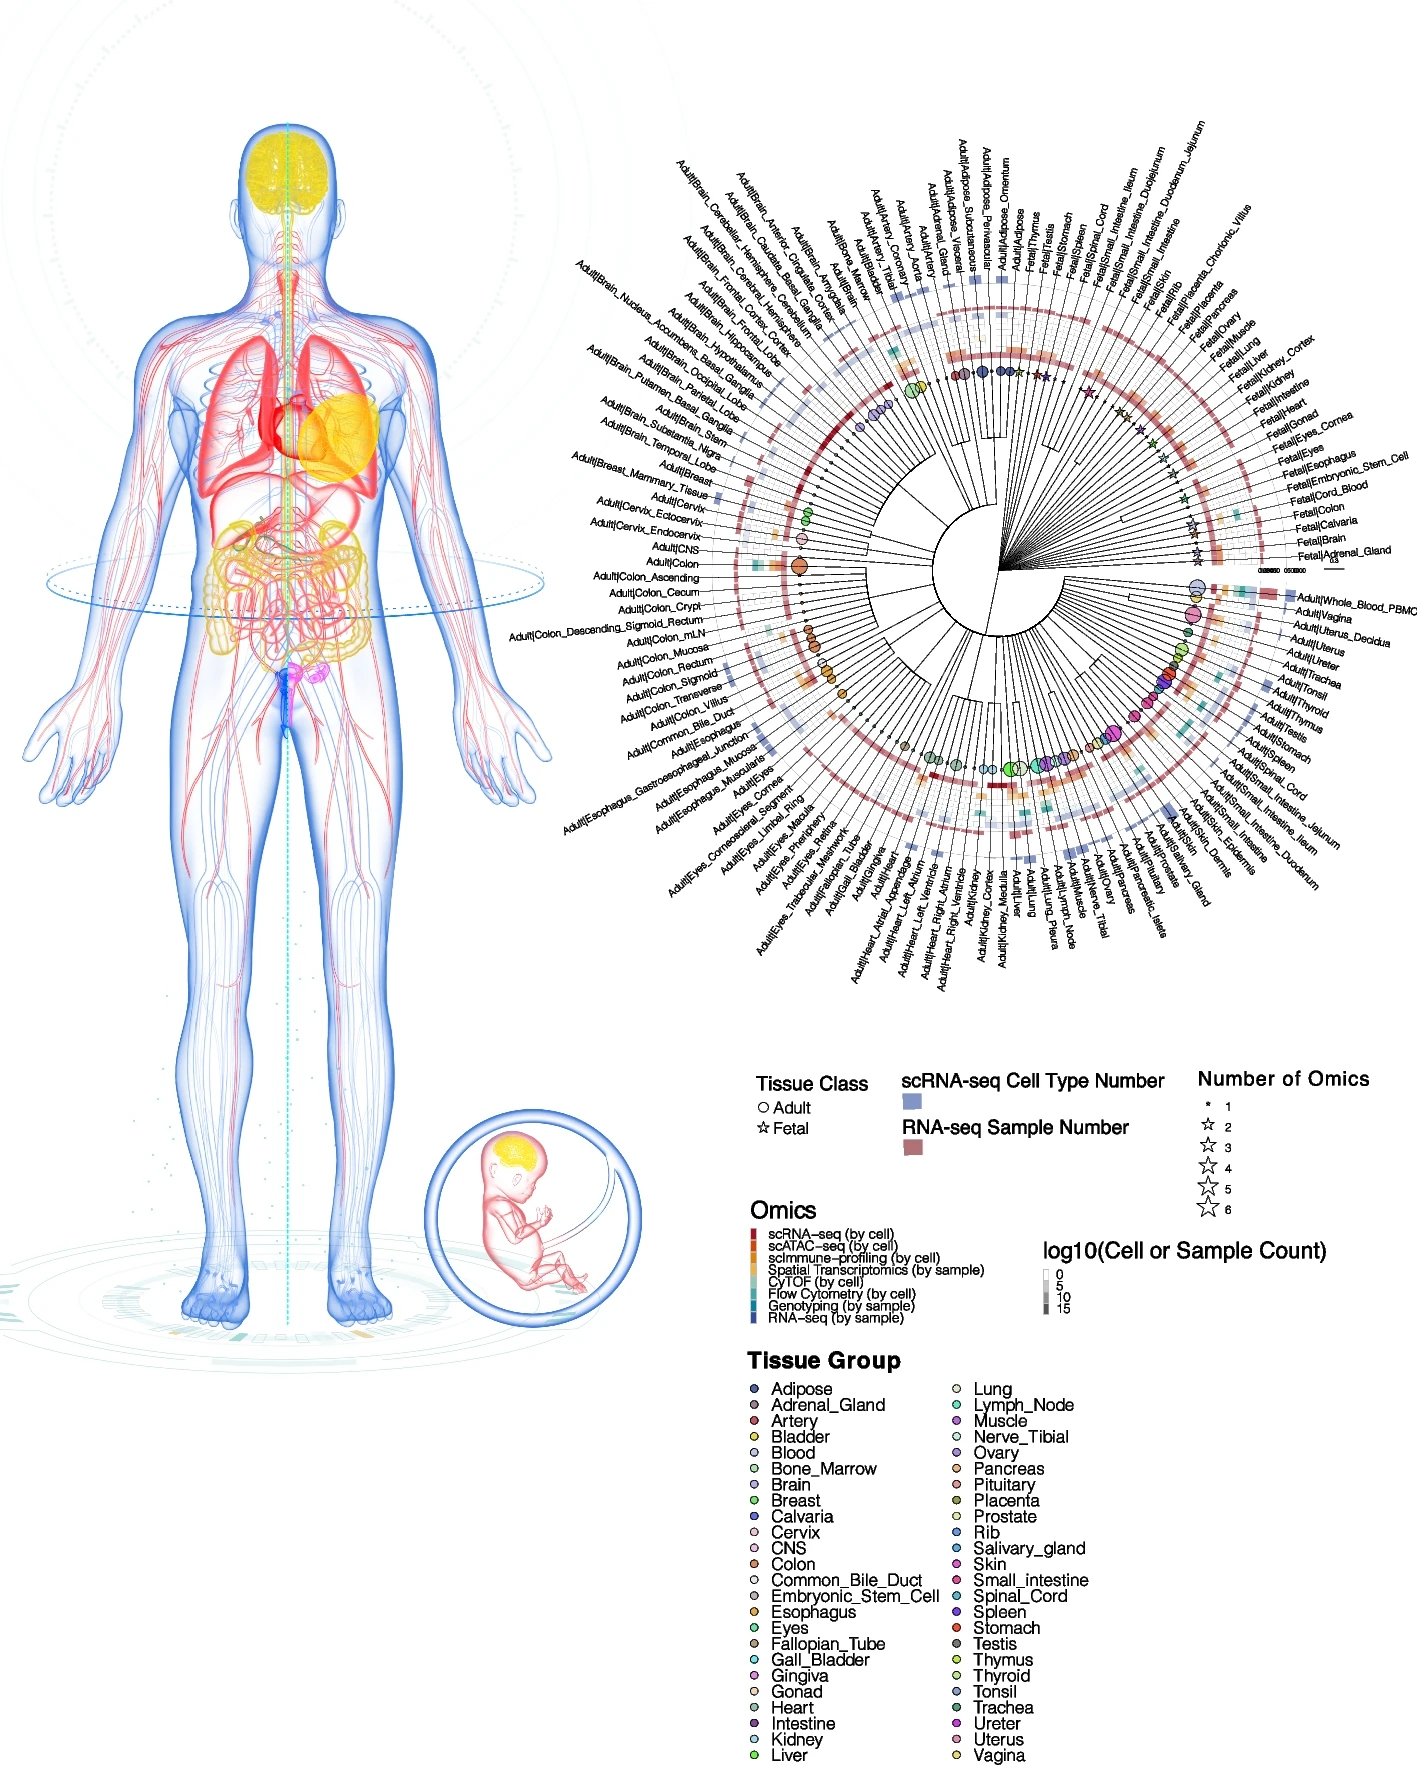 Adult|Adipose_Omentum
Adult|Adipose_Perivascular
Adult|Adipose_Subcutaneous
Adult|Adipose_Visceral
Adult|Adrenal_Gland
Adult|Artery
Adult|Artery_Aorta
Adult|Artery_Coronary
Adult|Artery_Tibial
Adult|Bladder
Adult|Bone_Marrow
Adult|Brain
Adult|Brain_Amygdala
Adult|Brain_Anterior_Cingulata_Cortex
Adult|Brain_Caudata_Basal_Ganglia
Adult|Brain_Cerebellar_Hemisphere_Cerebellum
Adult|Brain_Cerebral_Hemisphere
Adult|Brain_Frontal_Cortex_Cortex
Adult|Brain_Frontal_Lobe
Adult|Brain_Hippocampus
Adult|Brain_Hypothalamus
Adult|Brain_Nucleus_Accumbens_Basal_Ganglia
Adult|Brain_Occipital_Lobe
Adult|Brain_Parietal_Lobe
Adult|Brain_Putamen_Basal_Ganglia
Adult|Brain_Stem
Adult|Brain_Substantia_Nigra
Adult|Brain_Temporal_Lobe
Adult|Breast
Adult|Breast_Mammary_Tissue
Adult|Cervix
Adult|Cervix_Ectocervix
Adult|Cervix_Endocervix
Adult|CNS
Adult|Colon
Adult|Colon_Ascending
Adult|Colon_Cecum
Adult|Colon_Crypt
Adult|Colon_Descending_Sigmoid_Rectum
Adult|Colon_mLN
Adult|Colon_Mucosa
Adult|Colon_Rectum
Adult|Colon_Sigmoid
Adult|Colon_Transverse
Adult|Colon_Villus
Adult|Common_Bile_Duct
Adult|Esophagus
Adult|Esophagus_Gastroesophageal_Junction
Adult|Esophagus_Mucosa
Adult|Esophagus_Muscularis
Adult|Eyes
Adult|Eyes_Cornea
Adult|Eyes_Corneoscleral_Segment
Adult|Eyes_Limbel_Ring
Adult|Eyes_Macula
Adult|Eyes_Pheriphery
Adult|Eyes_Retina
Adult|Eyes_Trabecular_Meshwork
Adult|Fallopian_Tube
Adult|Gall_Bladder
Adult|Gingiva
Adult|Heart
Adult|Heart_Atrial_Appendage
Adult|Heart_Left_Atrium
Adult|Heart_Left_Ventricle
Adult|Heart_Right_Atrium
Adult|Heart_Right_Ventricle
Adult|Kidney
Adult|Kidney_Cortex
Adult|Kidney_Medulla
Adult|Liver
Adult|Lung
Adult|Lung_Pleura
Adult|Lymph_Node
Adult|Muscle
Adult|Nerve_Tibial
Adult|Ovary
Adult|Pancreas
Adult|Pancreatic_Islets
Adult|Pituitary
Adult|Prostate
Adult|Salivary_Gland
Adult|Skin
Adult|Skin_Dermis
Adult|Skin_Epidermis
Adult|Small_Intestine
Adult|Small_Intestine_Duodenum
Adult|Small_Intestine_Ileum
Adult|Small_Intestine_Jejunum
Adult|Spinal_Cord
Adult|Spleen
Adult|Stomach
Adult|Testis
Adult|Thymus
Adult|Thyroid
Adult|Tonsil
Adult|Trachea
Adult|Ureter
Adult|Uterus
Adult|Uterus_Decidua
Adult|Vagina
Adult|Whole_Blood_PBMC
0.3
Fetal|Adrenal_Gland
Fetal|Brain
Fetal|Calvaria
Fetal|Colon
Fetal|Cord_Blood
Fetal|Embryonic_Stem_Cell
Fetal|Esophagus
Fetal|Eyes
Fetal|Eyes_Cornea
Fetal|Gonad
Fetal|Heart
Fetal|Intestine
Fetal|Kidney
Fetal|Kidney_Cortex
Fetal|Liver
Fetal|Lung
Fetal|Muscle
Fetal|Ovary
Fetal|Pancreas
Fetal|Placenta
Fetal|Placenta_Chorionic_Villus
Fetal|Rib
Fetal|Skin
Fetal|Small_Intestine
Fetal|Small_Intestine_Duodenum_Jejunum
Fetal|Small_Intestine_Duojejunum
Fetal|Small_Intestine_Ileum
Fetal|Spinal_Cord
Fetal|Spleen
Fetal|Stomach
Fetal|Testis
Fetal|Thymus
Adult|Adipose
Tissue Class
Adult
Fetal
scRNA-seq Cell Type Number
RNA-seq Sample Number
Number of Omics
1
2
3
4
5
6
Omics
scRNA-seq (by cell)
scATAC-seq (by cell)
scImmune-profiling (by cell)
Spatial Transcriptomics (by sample)
CyTOF (by cell)
Flow Cytometry (by cell)
Genotyping (by sample)
RNA-seq (by sample)
log10(Cell or Sample Count)
0
5
10
15
Tissue Group
Adipose
Adrenal_Gland
Artery
Bladder
Blood
Bone_Marrow
Brain
Breast
Calvaria
Cervix
CNS
Colon
Common_Bile_Duct
Embryonic_Stem_Cell
Esophagus
Eyes
Fallopian_Tube
Gall_Bladder
Gingiva
Gonad
Heart
Intestine
Kidney
Liver
Lung
Lymph_Node
Muscle
Nerve_Tibial
Ovary
Pancreas
Pituitary
Placenta
Prostate
Rib
Salivary_gland
Skin
Small_intestine
Spinal_Cord
Spleen
Stomach
Testis
Thymus
Thyroid
Tonsil
Trachea
Ureter
Uterus
Vagina